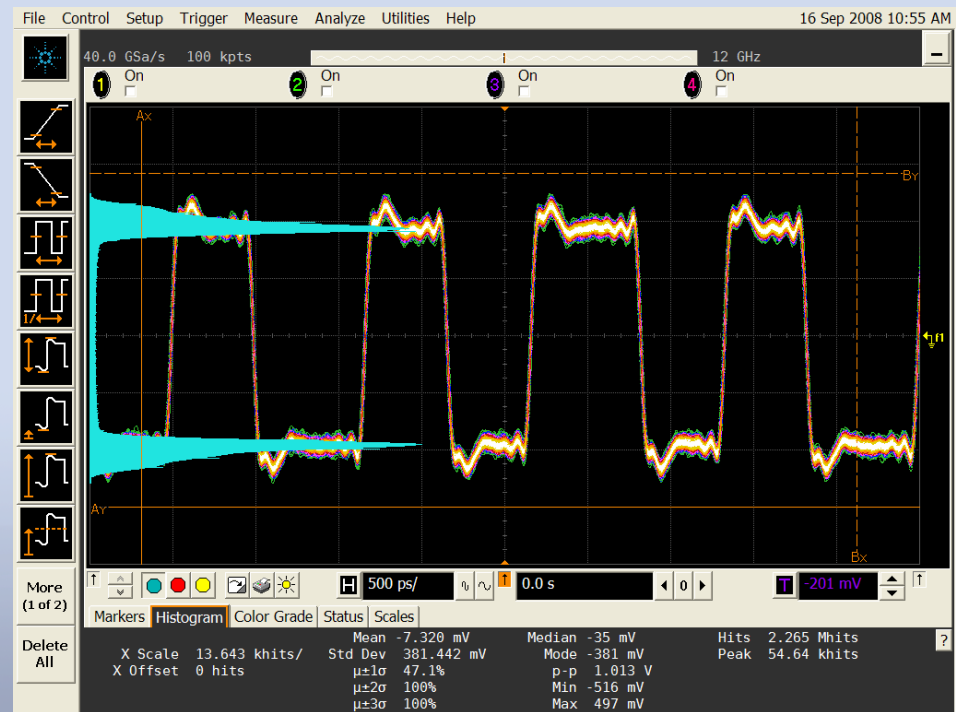 File Control Setup Trigger Measure Analyze Utilities Help 16 Sep 2008 10:55 AM
40.0 GSa/s 100 kpts 12 GHz
1 On 2 On 3 On 4 On
Ax
By
f1
Ay
Bx
1/
More
(1 of 2)
Delete
All
H 500 ps/ 0.0 s 0 T -201 mV
Markers Histogram Color Grade Status Scales
Mean -7.320 mV Median -35 mV Hits 2.265 Mhits ?
X Scale 13.643 khits/ Std Dev 381.442 mV Mode -381 mV Peak 54.64 khits
X Offset 0 hits µ±1σ 47.1% p-p 1.013 V
µ±2σ 100% Min -516 mV
µ±3σ 100% Max 497 mV